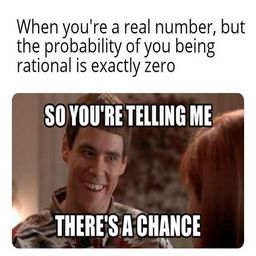 When you're a real number, but
the probability of you being
rational is exactly zero
SO YOU'RE TELLING ME
THERE'S A CHANCE